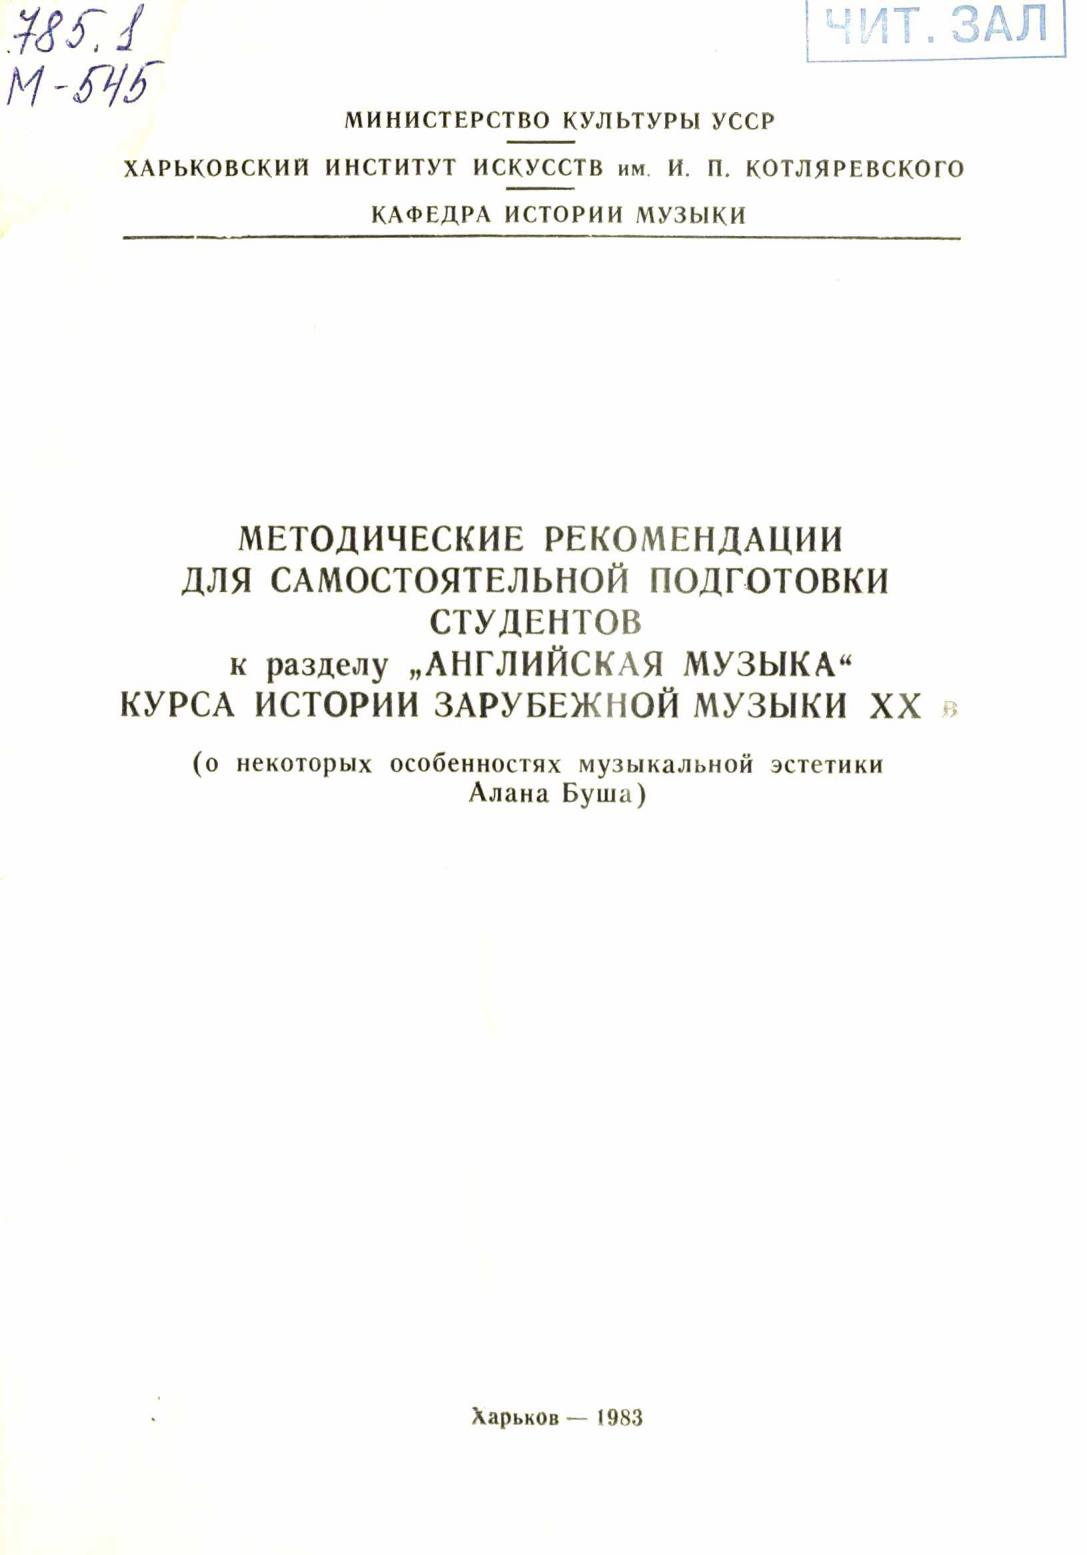 785.1
М-545
ЧИТ. ЗАЛ
МИНИСТЕРСТВО КУЛЬТУРЫ УССР
ХАРЬКОВСКИЙ ИНСТИТУТ ИСКУССТВ им. И. П. КОТЛЯРЕВСКОГО
КАФЕДРА ИСТОРИИ МУЗЫКИ
МЕТОДИЧЕСКИЕ РЕКОМЕНДАЦИИ
ДЛЯ САМОСТОЯТЕЛЬНОЙ ПОДГОТОВКИ
СТУДЕНТОВ
к разделу „АНГЛИЙСКАЯ МУЗЫКА“
КУРСА ИСТОРИИ ЗАРУБЕЖНОЙ МУЗЫКИ XX в
(о некоторых особенностях музыкальной эстетики
Алана Буша)
Харьков — 1983